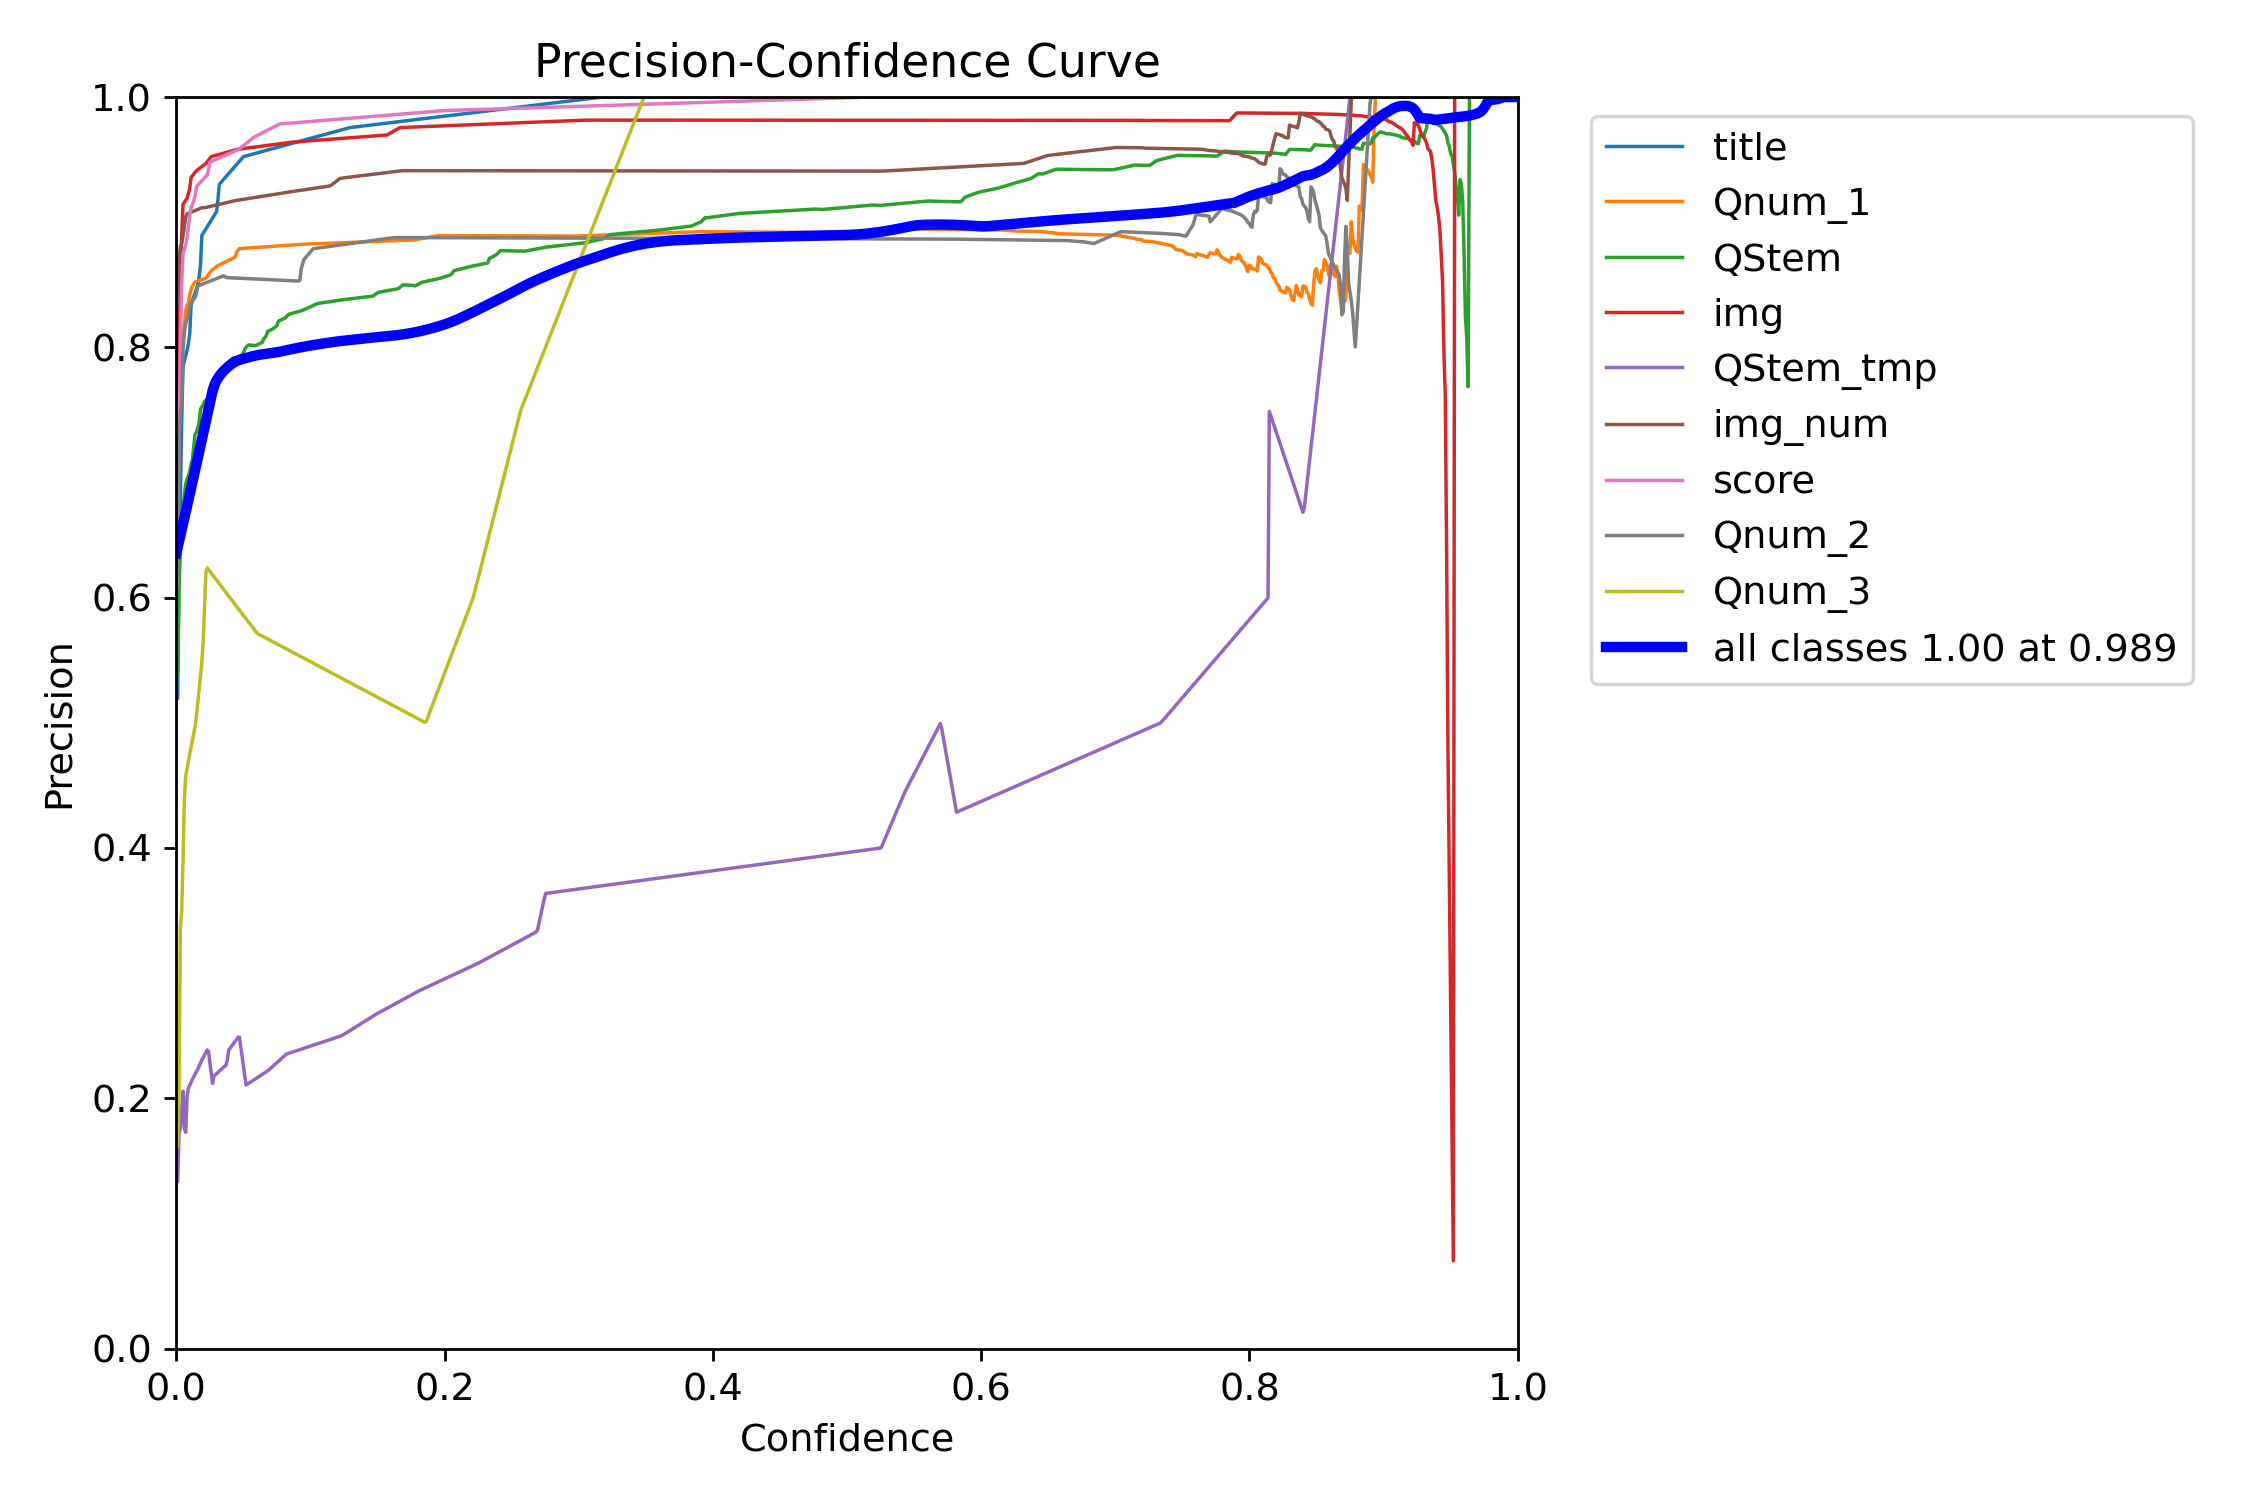 Precision-Confidence Curve
1.0
0.8
0.6
0.4
0.2
0.0
Precision
0.0 0.2 0.4 0.6 0.8 1.0
Confidence
title
Qnum_1
QStem
img
QStem_tmp
img_num
score
Qnum_2
Qnum_3
all classes 1.00 at 0.989